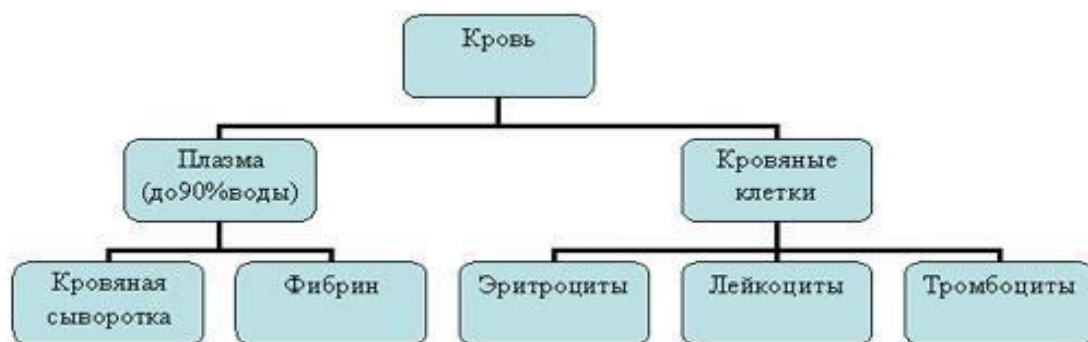 Кровь
Плазма
(до90%воды)
Кровяные
клетки
Кровяная
сыворотка
Фибрин
Эритроциты
Лейкоциты
Тромбоциты